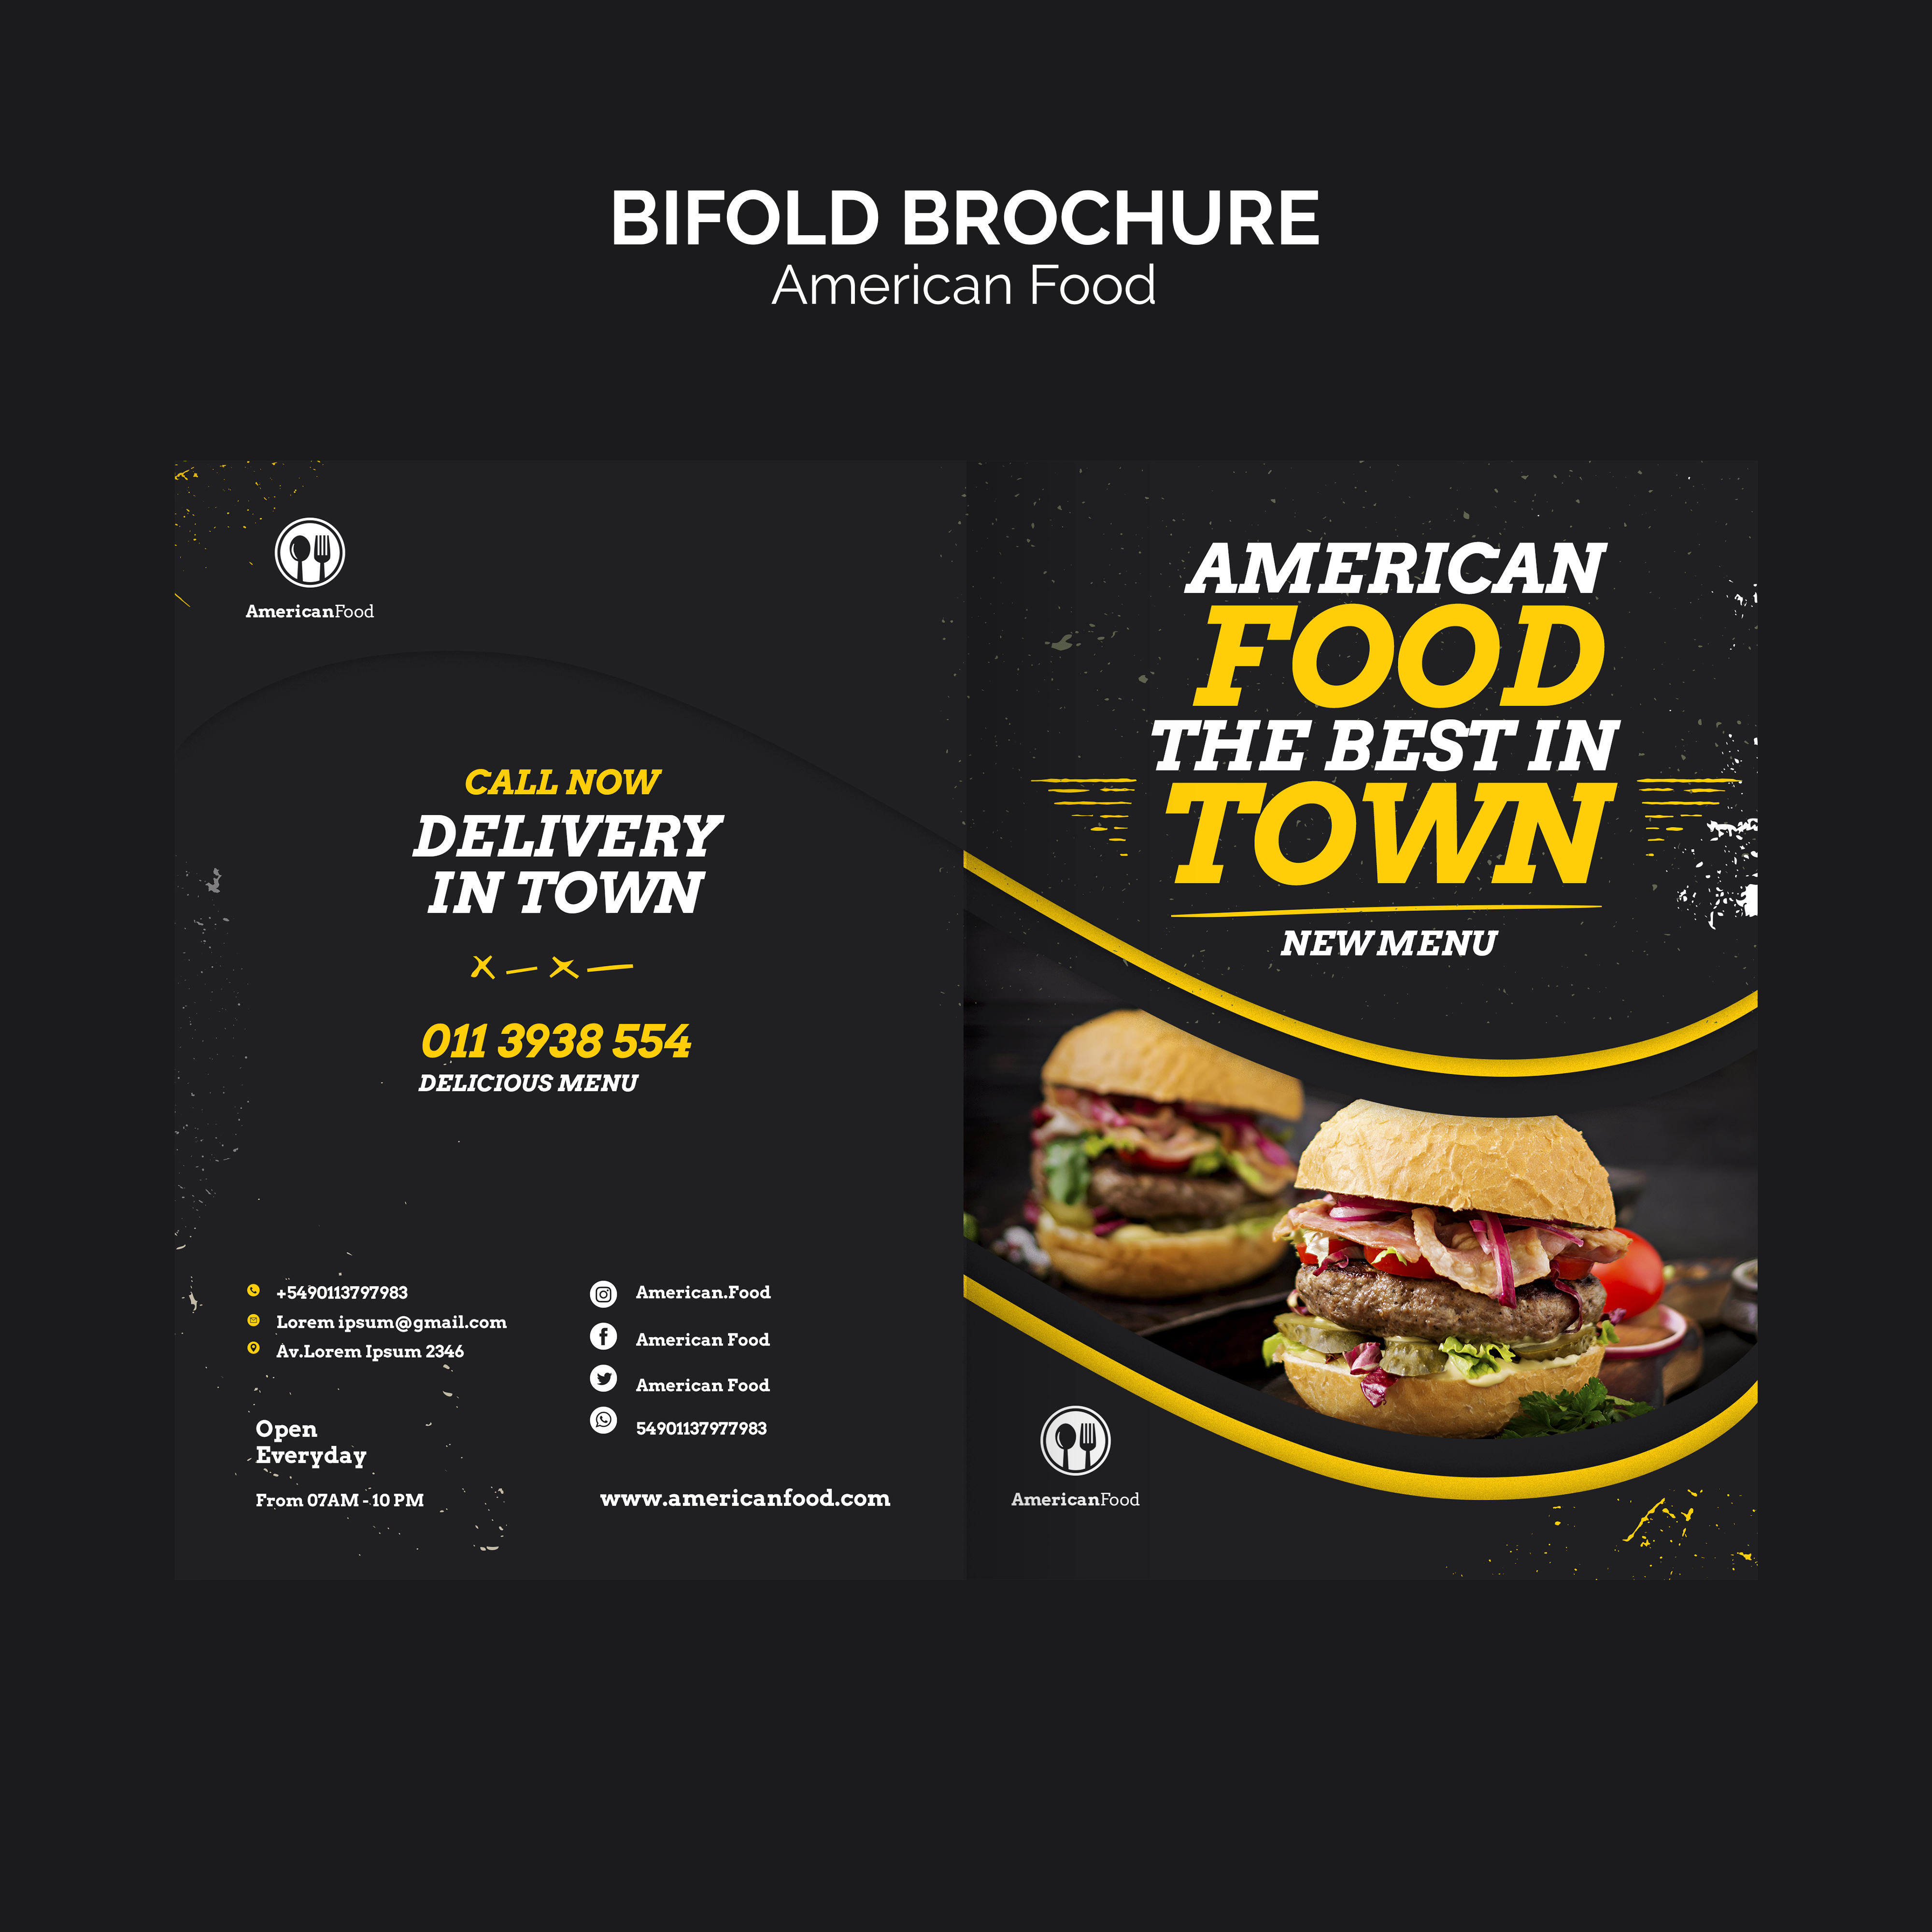 BIFOLD BROCHURE
American Food
AmericanFood
CALL NOW
DELIVERY
IN TOWN
011 3938 554
DELICIOUS MENU
+5490113797983
Lorem ipsum@gmail.com
Av.Lorem Ipsum 2346
Open
Everyday
From 07AM - 10 PM
American.Food
American Food
American Food
54901137977983
www.americanfood.com
AMERICAN
FOOD
THE BEST IN
TOWN
NEW MENU
AmericanFood